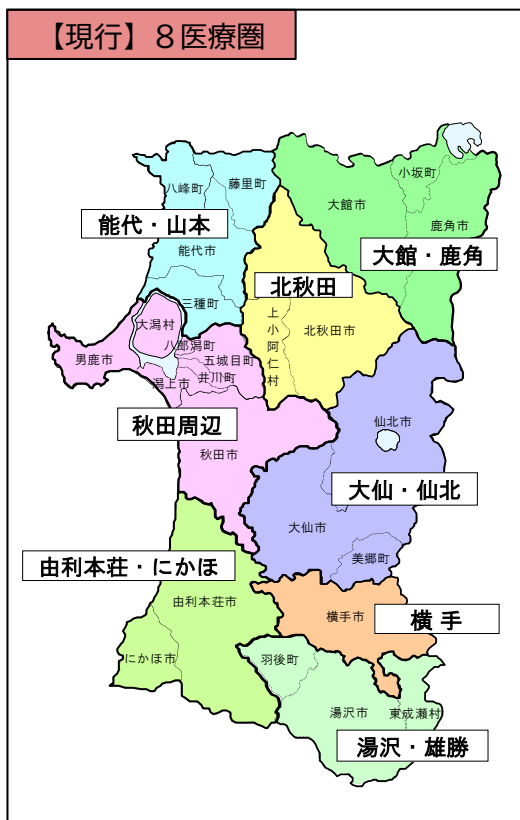 【現行】８医療圏
小坂町
藤里町
八峰町
大館市
鹿角市
能代・山本
能代市
大館・鹿角
北秋田
三種町
大潟村
上小阿仁村
北秋田市
八郎潟町
五城目町
男鹿市
井川町
潟上市
秋田周辺
仙北市
秋田市
大仙・仙北
大仙市
美郷町
由利本荘・にかほ
由利本荘市
横手市
横 手
にかほ市
羽後町
湯沢市
東成瀬村
湯沢・雄勝